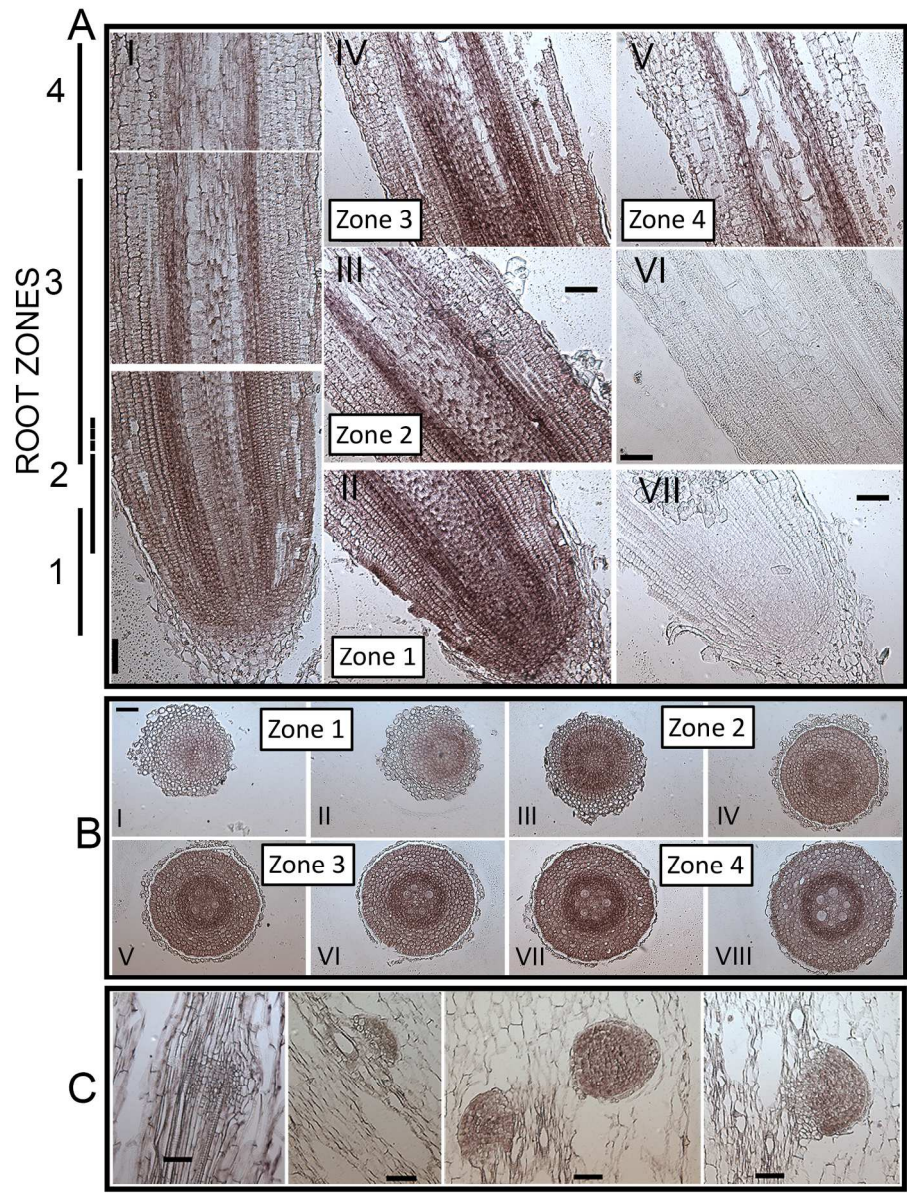 A
I
IV
V
4
Zone 3
Zone 4
III
VI
ROOT ZONES
3
Zone 2
2
II
VII
1
Zone 1
B
Zone 1
Zone 2
I
II
III
IV
Zone 3
Zone 4
V
VI
VII
VIII
C